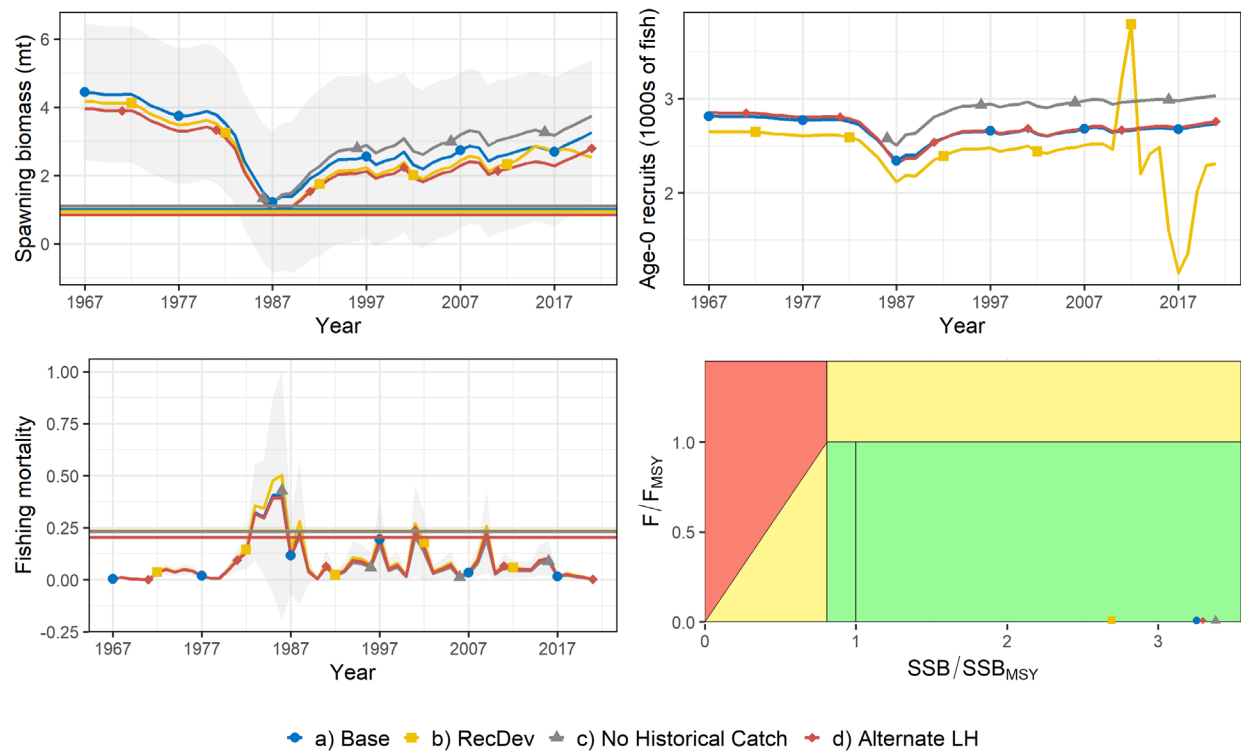 Spawning biomass (mt)
6
4
2
0
1967 1977 1987 1997 2007 2017
Year
Age-0 recruits (1000s of fish)
3
2
1967 1977 1987 1997 2007 2017
Year
Fishing mortality
1.00
0.75
0.50
0.25
0.00
-0.25
1967 1977 1987 1997 2007 2017
Year
F/FMSY
1.0
0.5
0.0
0 1 2 3
SSB/SSBMSY
a) Base b) RecDev c) No Historical Catch d) Alternate LH